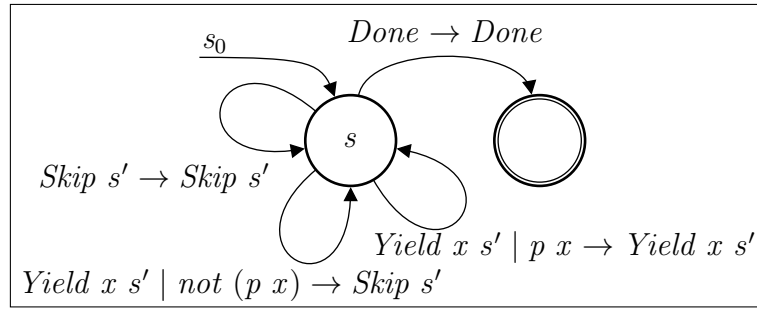 Done → Done
s₀
s
Skip s′ → Skip s′
Yield x s′ | p x → Yield x s′
Yield x s′ | not (p x) → Skip s′